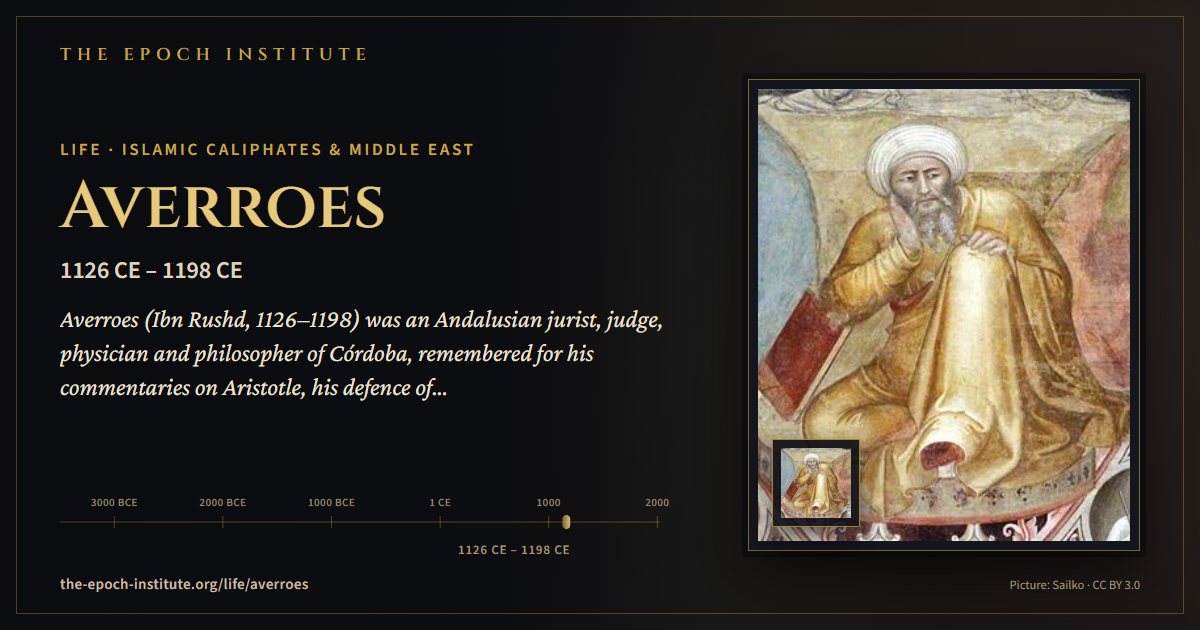 THE EPOCH INSTITUTE
LIFE · ISLAMIC CALIPHATES & MIDDLE EAST
AVERROES
1126 CE – 1198 CE
Averroes (Ibn Rushd, 1126–1198) was an Andalusian jurist, judge,
physician and philosopher of Córdoba, remembered for his
commentaries on Aristotle, his defence of...
3000 BCE 2000 BCE 1000 BCE 1 CE 1000 2000
1126 CE – 1198 CE
the-epoch-institute.org/life/averroes
Picture: Sailko · CC BY 3.0